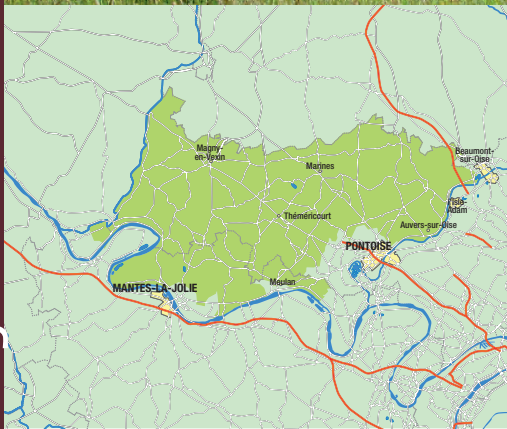 Magny-
en-Vexin
Marines
Beaumont-
sur-Oise
l'Isle-
Adam
Théméricourt
Auvers-sur-Oise
PONTOISE
MANTES-LA-JOLIE
Meulan